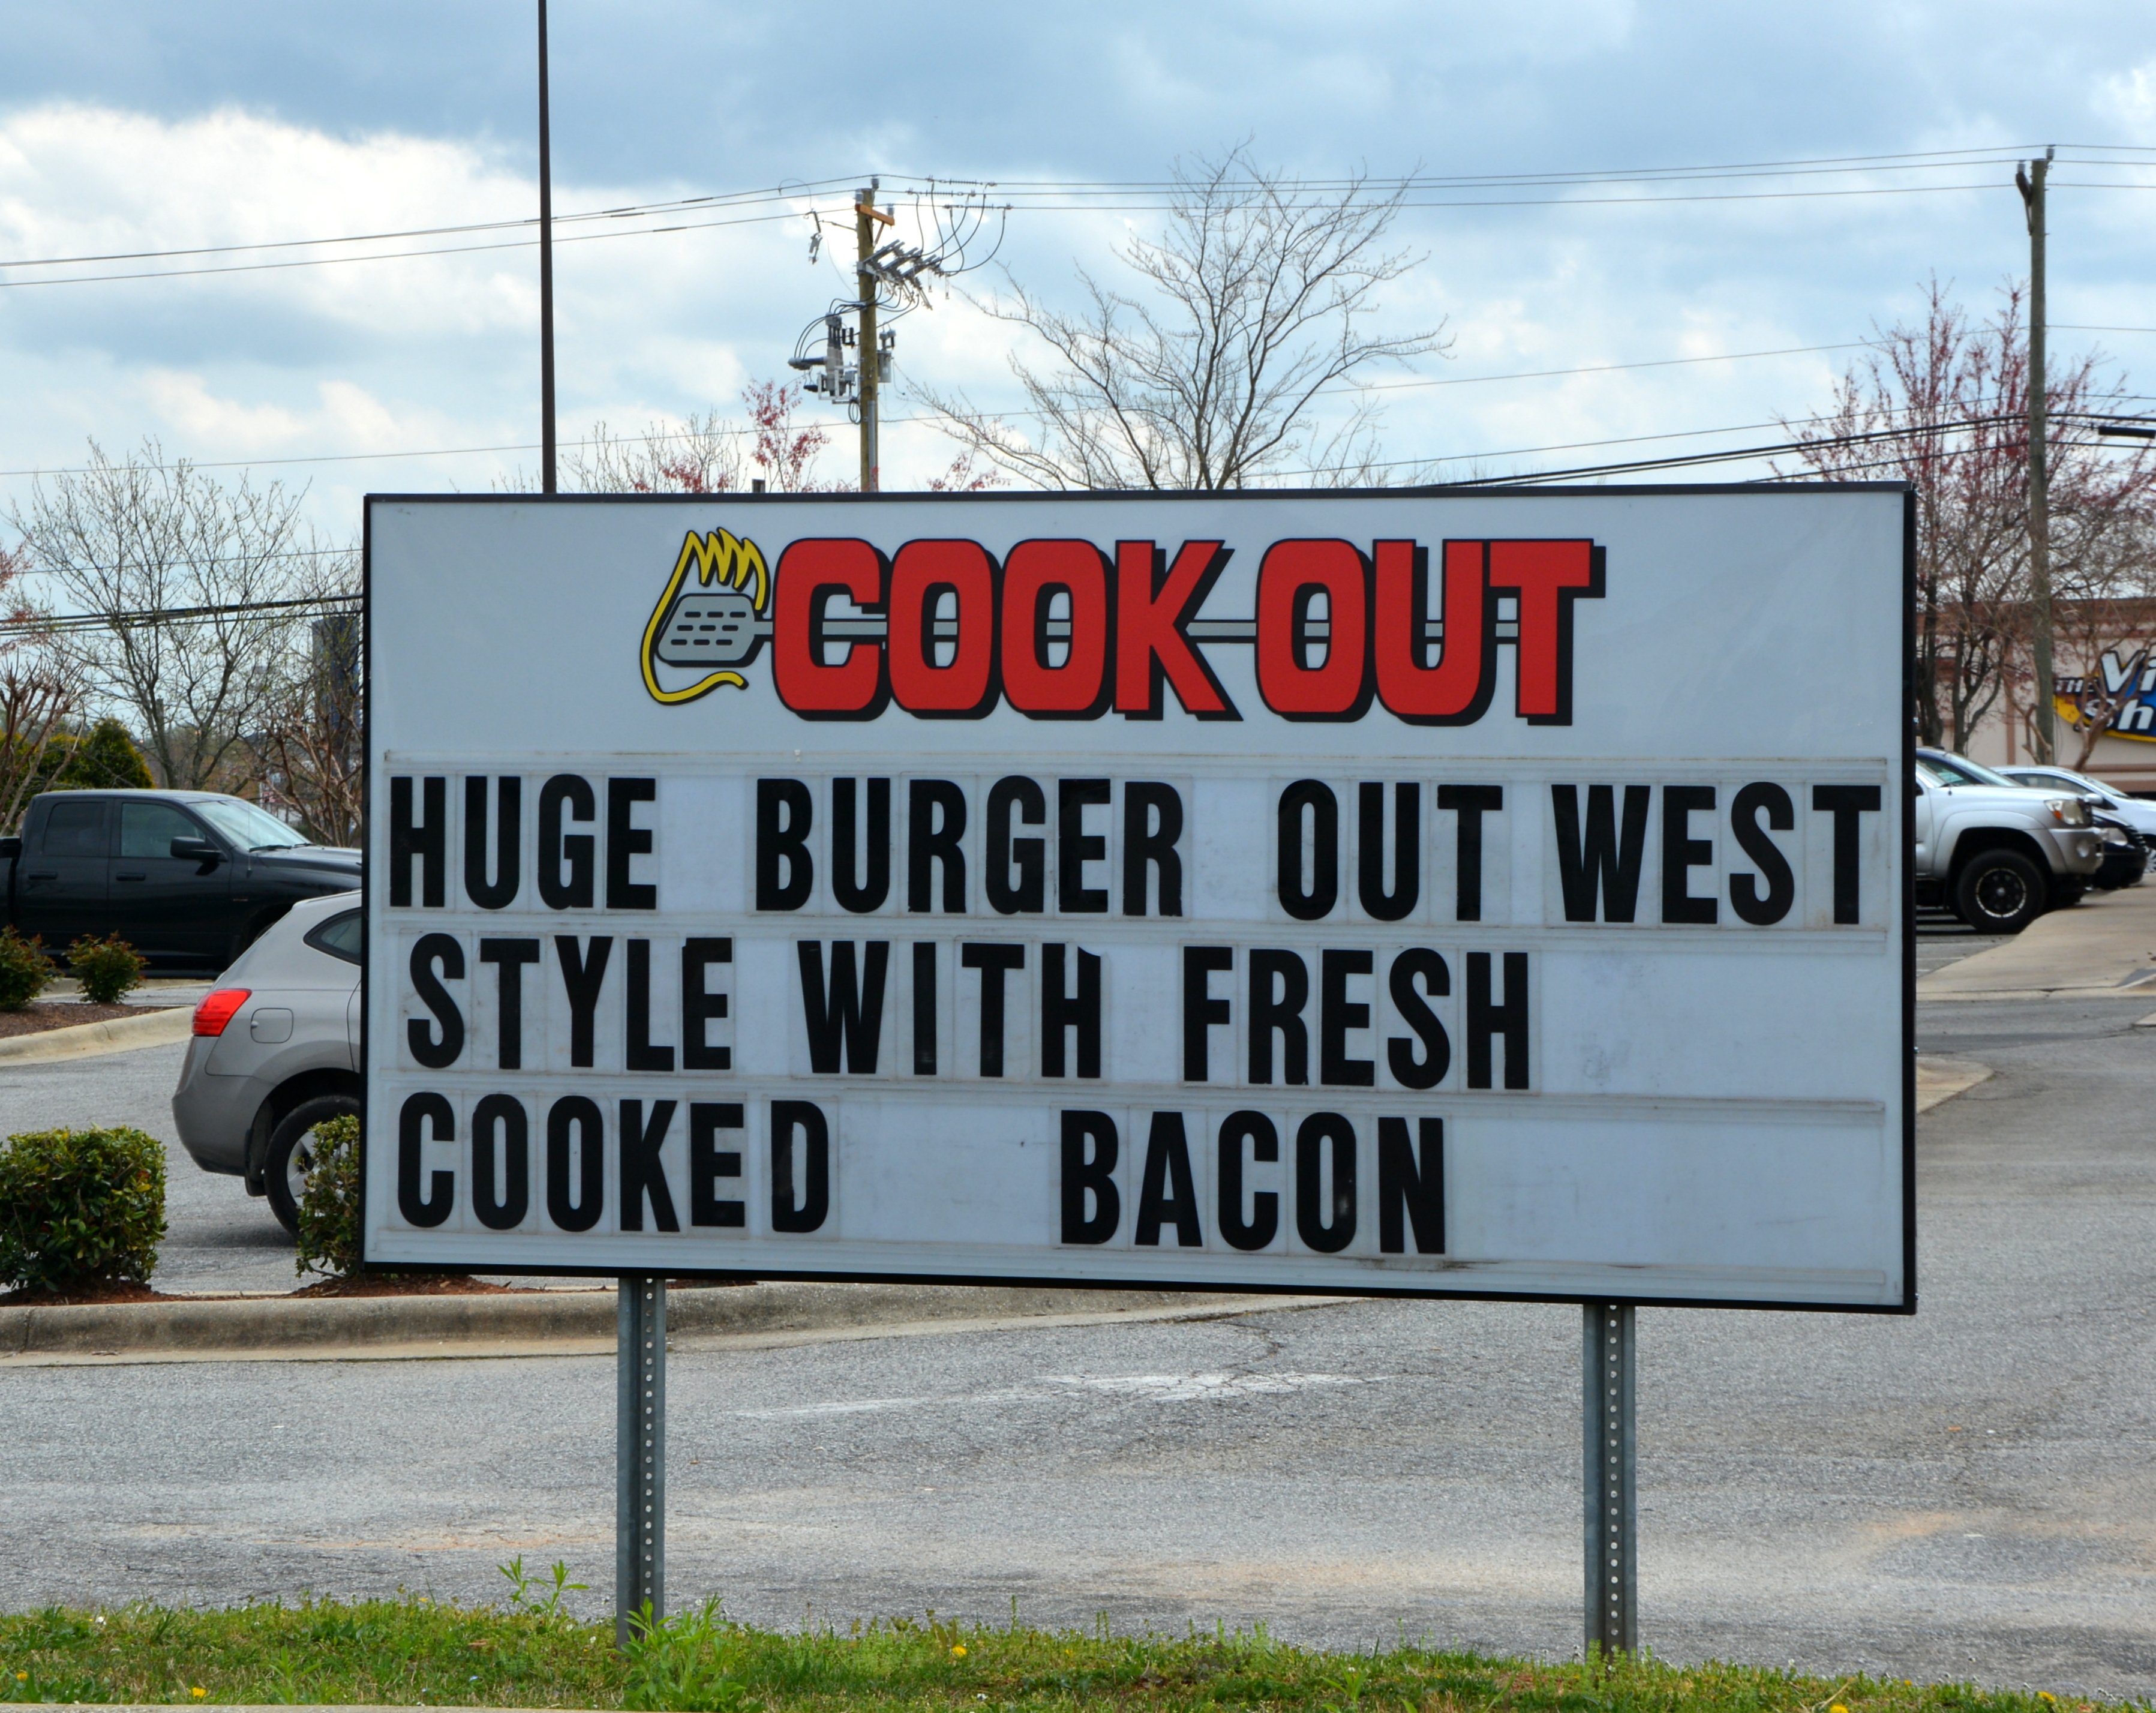 COOK OUT
HUGE BURGER OUT WEST
STYLE WITH FRESH
COOKED BACON